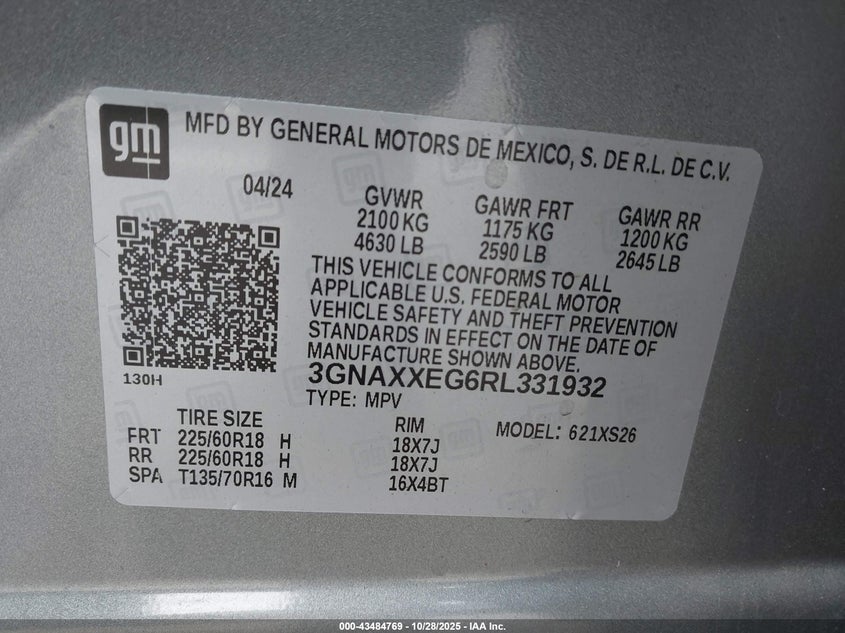 gm
MFD BY GENERAL MOTORS DE MEXICO, S. DE R.L. DE C.V.
04/24
GVWR GAWR FRT GAWR RR
2100 KG 1175 KG 1200 KG
4630 LB 2590 LB 2645 LB
THIS VEHICLE CONFORMS TO ALL
APPLICABLE U.S. FEDERAL MOTOR
VEHICLE SAFETY AND THEFT PREVENTION
STANDARDS IN EFFECT ON THE DATE OF
MANUFACTURE SHOWN ABOVE.
130H
3GNAXXEG6RL331932
TYPE: MPV
TIRE SIZE RIM MODEL: 621XS26
FRT 225/60R18 H 18X7J
RR 225/60R18 H 18X7J
SPA T135/70R16 M 16X4BT
000-43484769 - 10/28/2025 - IAA Inc.